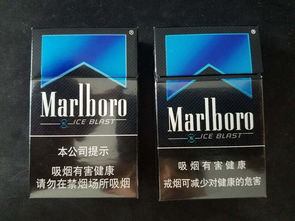 Marlboro
ICE BLAST
本公司提示
吸烟有害健康
请勿在禁烟场所吸烟
Marlboro
ICE BLAST
吸烟有害健康
戒烟可减少对健康的危害